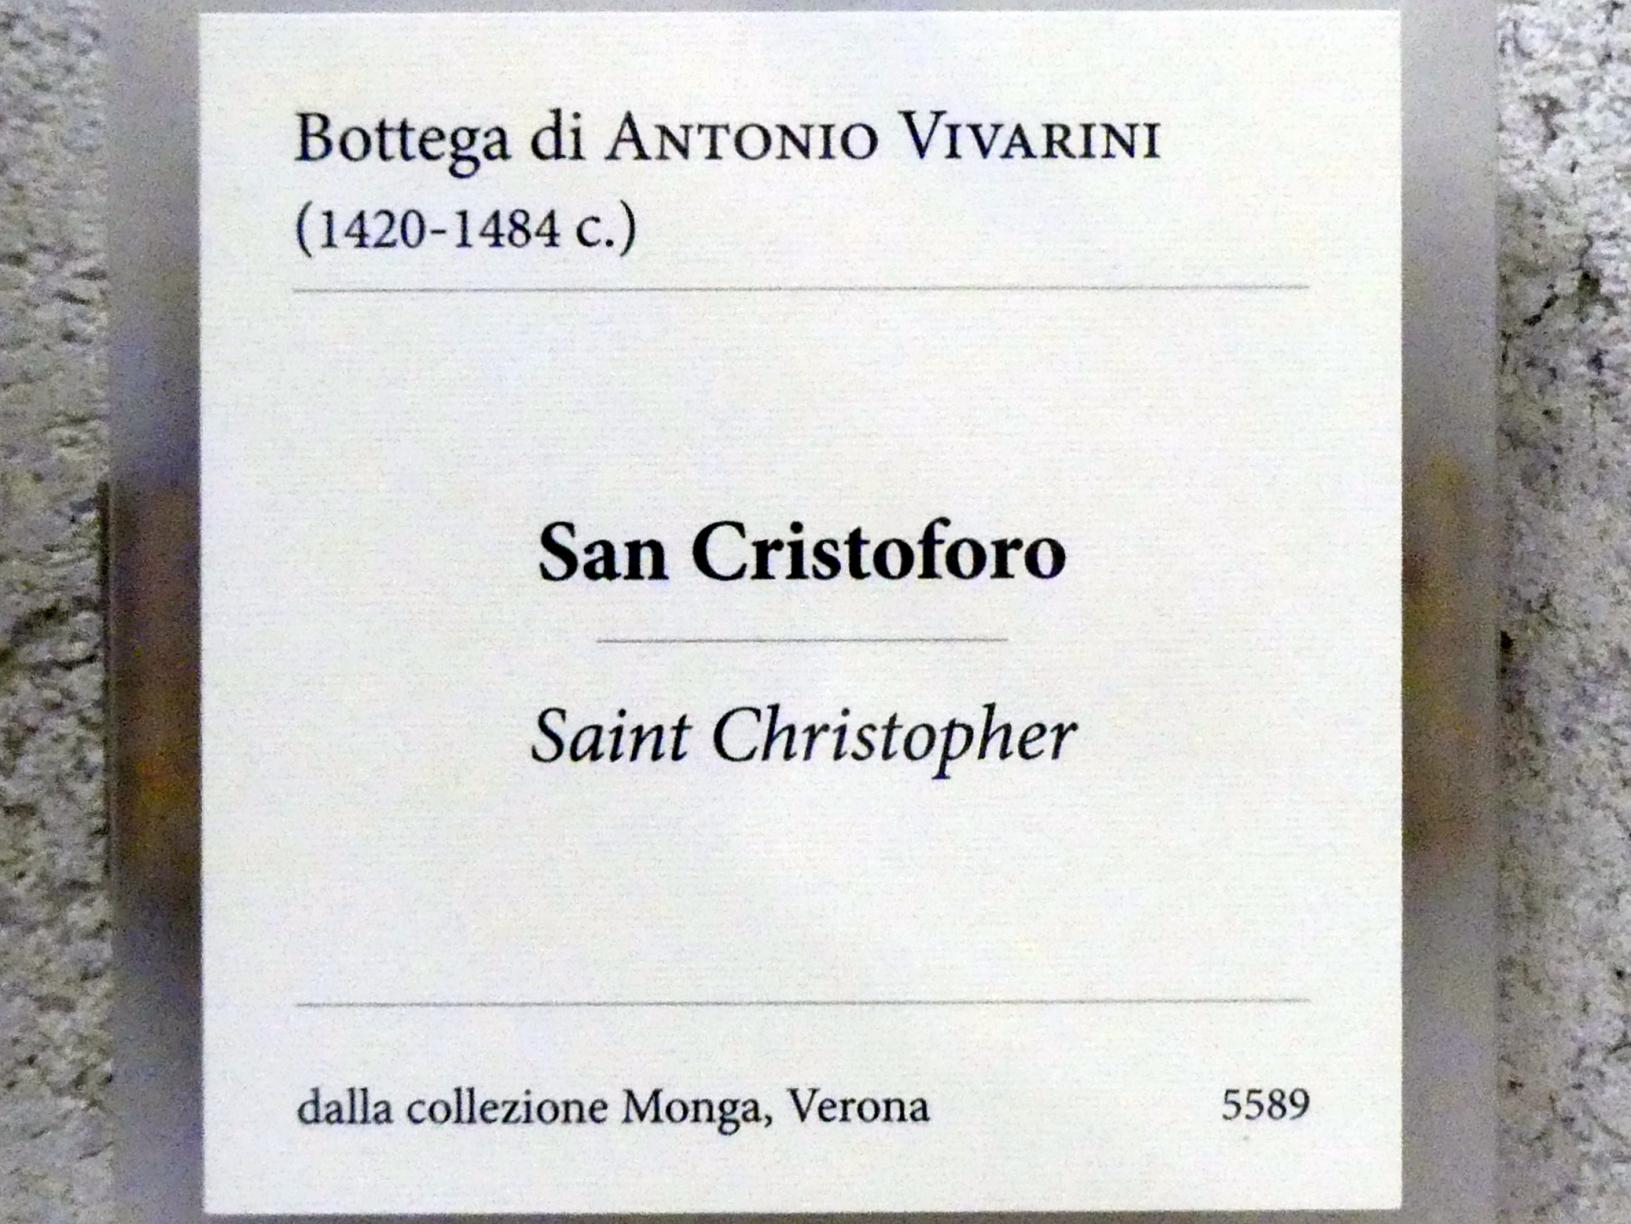 Bottega di ANTONIO VIVARINI
(1420-1484 c.)
San Cristoforo
Saint Christopher
dalla collezione Monga, Verona 5589